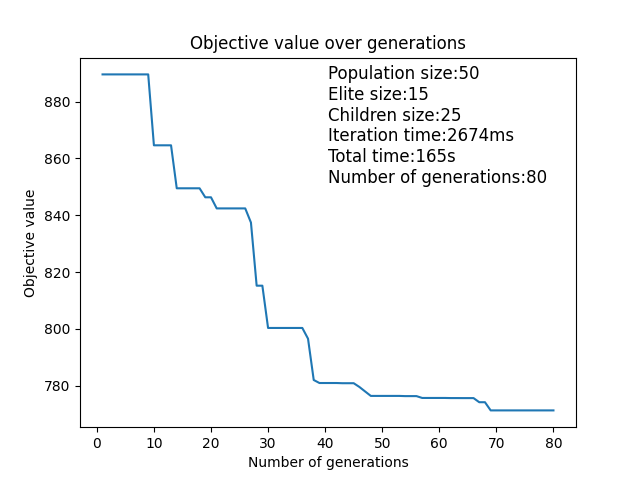 Objective value over generations
Population size:50
Elite size:15
Children size:25
Iteration time:2674ms
Total time:165s
Number of generations:80
Objective value
880
860
840
820
800
780
0 10 20 30 40 50 60 70 80
Number of generations